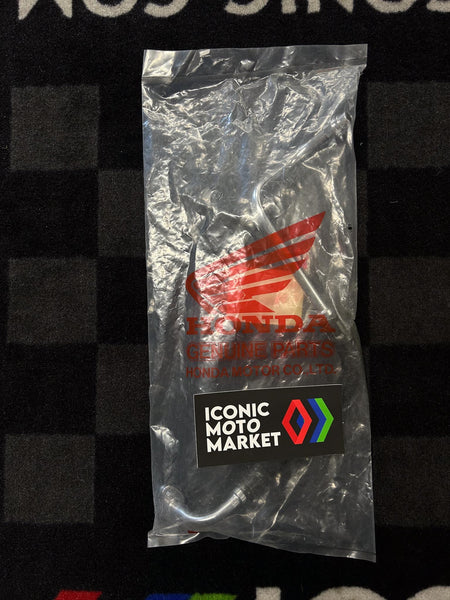 HONDA
GENUINE PARTS
HONDA MOTOR CO., LTD.
ICONIC
MOTO
MARKET